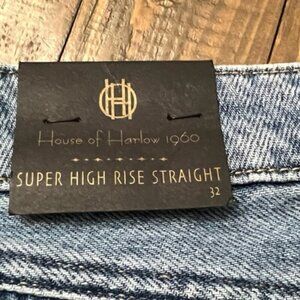 H
House of Harlow 1960
SUPER HIGH RISE STRAIGHT
32